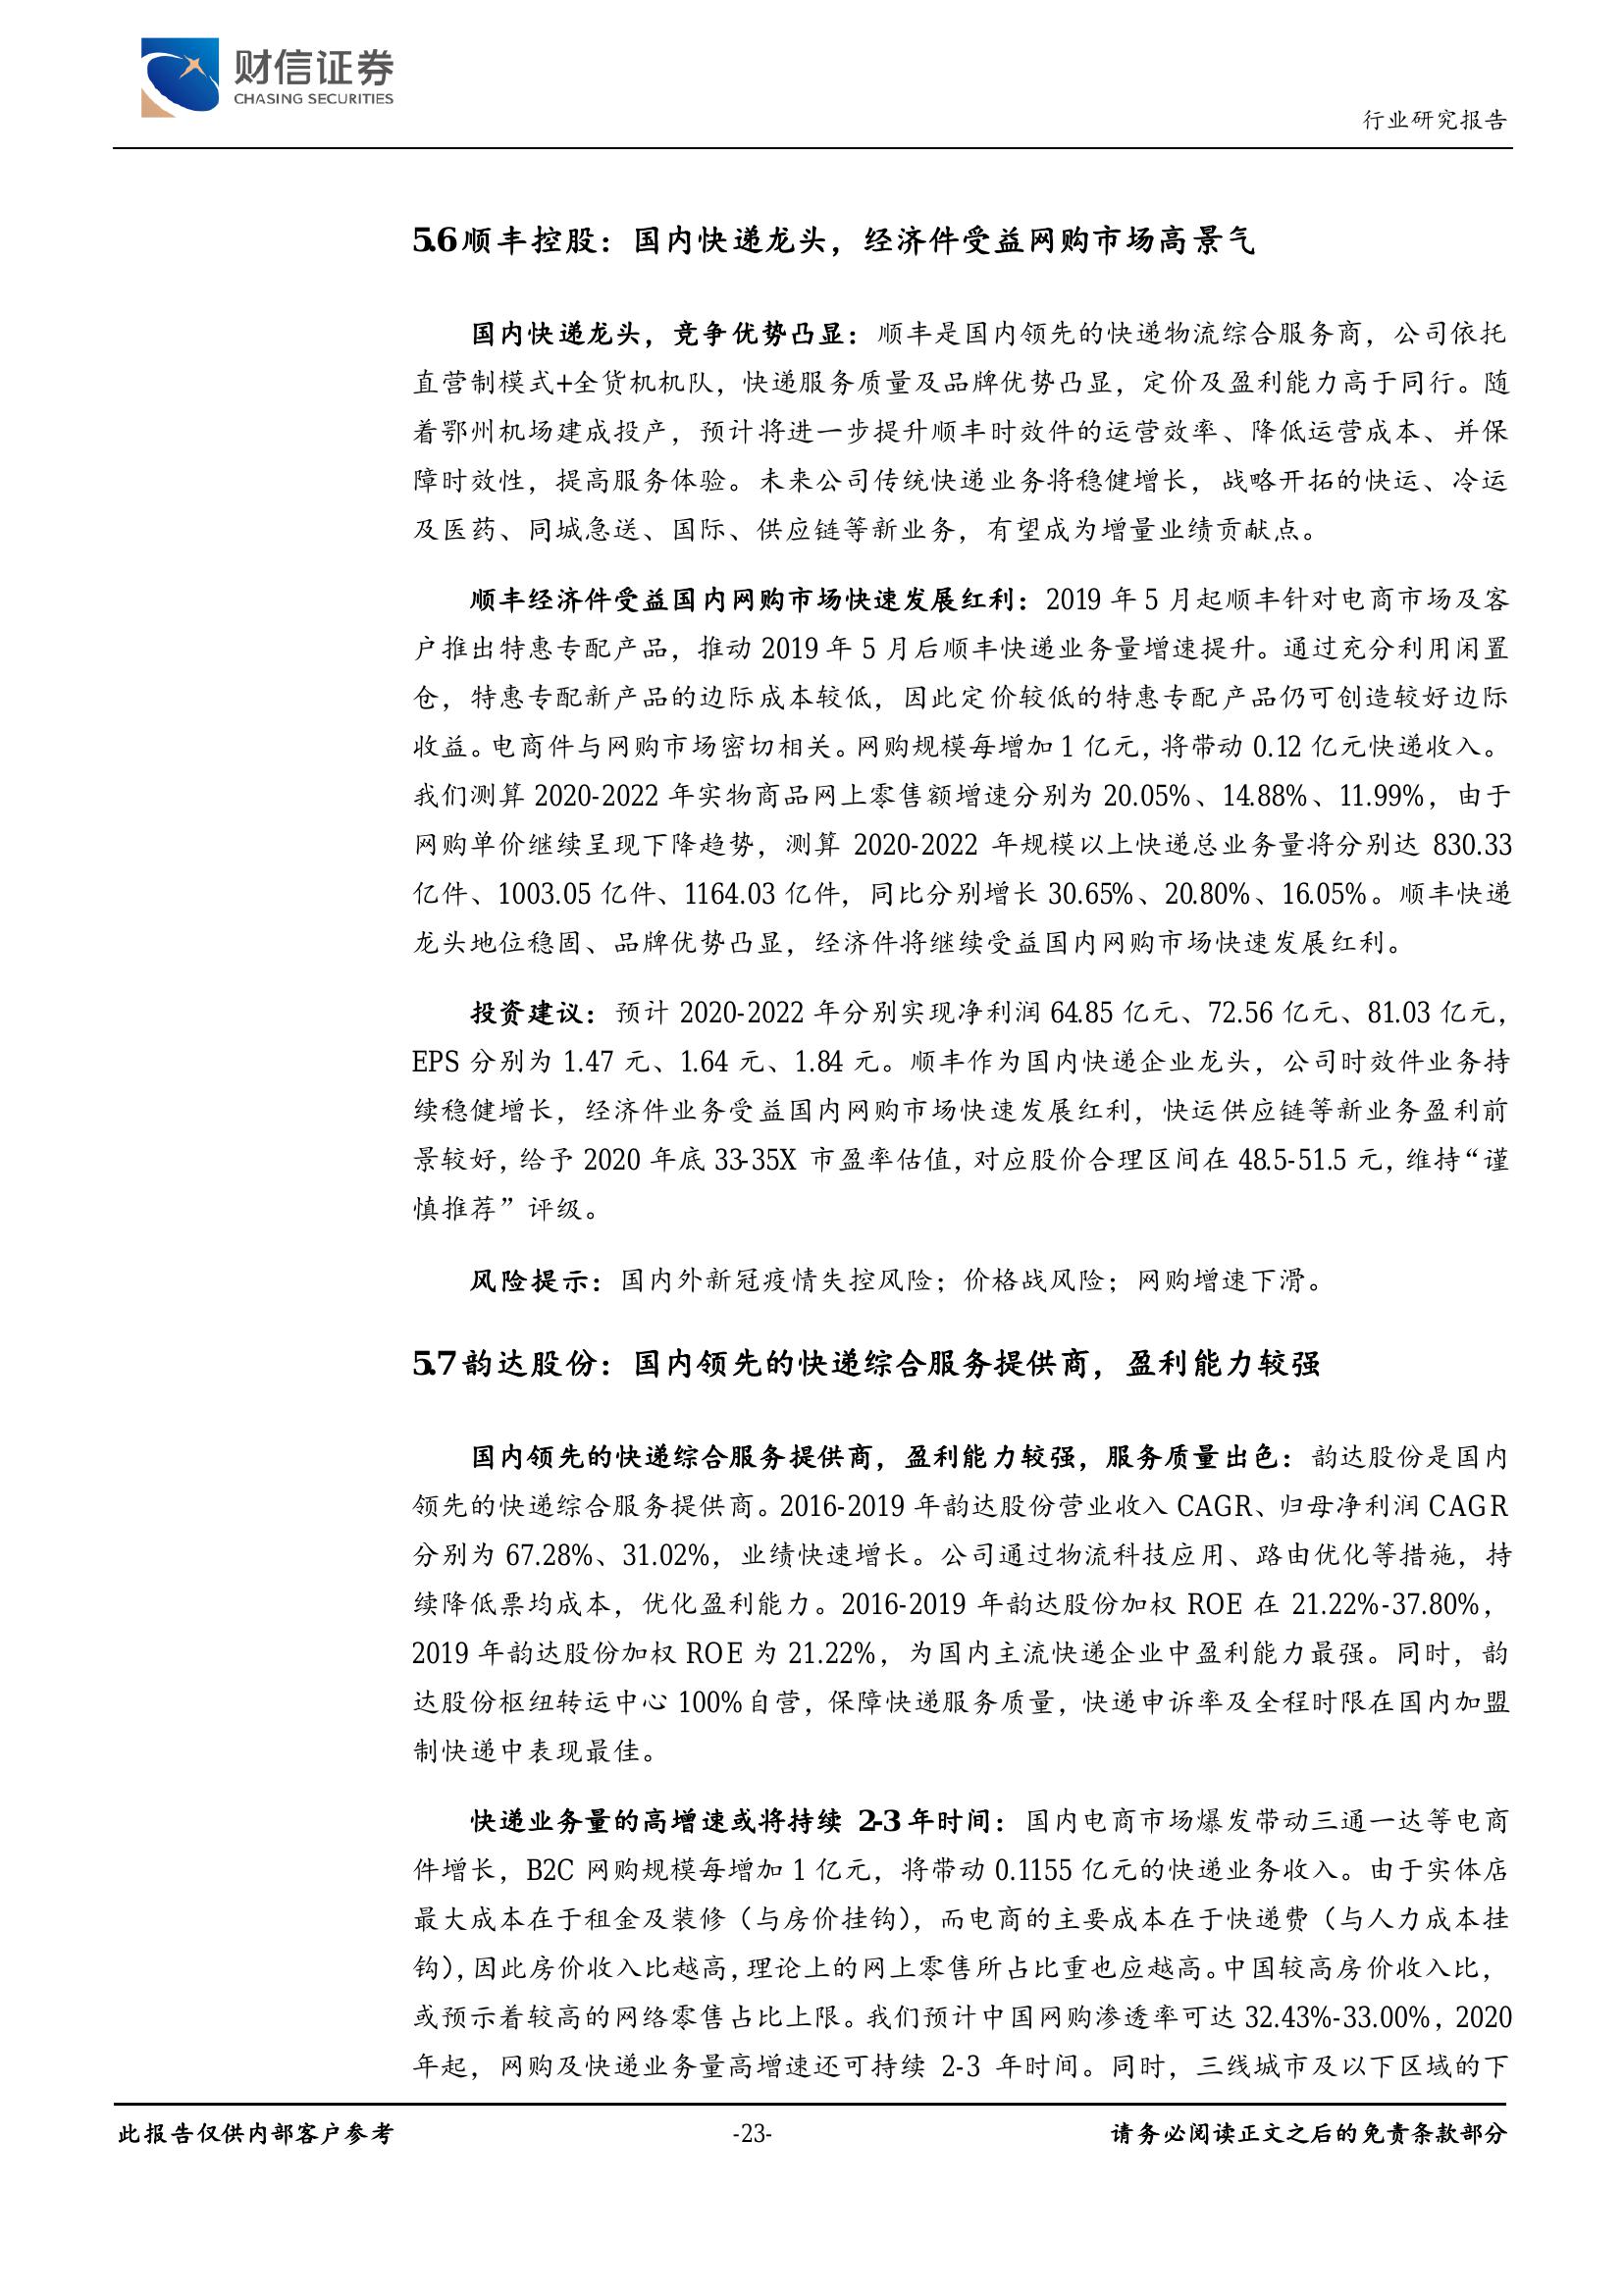 财信证券
CHASING SECURITIES
行业研究报告
5.6 顺丰控股：国内快递龙头，经济件受益网购市场高景气
国内快递龙头，竞争优势凸显：顺丰是国内领先的快递物流综合服务商，公司依托
直营制模式+全货机机队，快递服务质量及品牌优势凸显，定价及盈利能力高于同行。随
着鄂州机场建成投产，预计将进一步提升顺丰时效件的运营效率、降低运营成本、并保
障时效性，提高服务体验。未来公司传统快递业务将稳健增长，战略开拓的快运、冷运
及医药、同城急送、国际、供应链等新业务，有望成为增量业绩贡献点。
顺丰经济件受益国内网购市场快速发展红利：2019 年 5 月起顺丰针对电商市场及客
户推出特惠专配产品，推动 2019 年 5 月后顺丰快递业务量增速提升。通过充分利用闲置
仓，特惠专配新产品的边际成本较低，因此定价较低的特惠专配产品仍可创造较好边际
收益。电商件与网购市场密切相关。网购规模每增加 1 亿元，将带动 0.12 亿元快递收入。
我们测算 2020-2022 年实物商品网上零售额增速分别为 20.05%、14.88%、11.99%，由于
网购单价继续呈现下降趋势，测算 2020-2022 年规模以上快递总业务量将分别达 830.33
亿件、1003.05 亿件、1164.03 亿件，同比分别增长 30.65%、20.80%、16.05%。顺丰快递
龙头地位稳固、品牌优势凸显，经济件将继续受益国内网购市场快速发展红利。
投资建议：预计 2020-2022 年分别实现净利润 64.85 亿元、72.56 亿元、81.03 亿元，
EPS 分别为 1.47 元、1.64 元、1.84 元。顺丰作为国内快递企业龙头，公司时效件业务持
续稳健增长，经济件业务受益国内网购市场快速发展红利，快运供应链等新业务盈利前
景较好，给予 2020 年底 33-35X 市盈率估值，对应股价合理区间在 48.5-51.5 元，维持“谨
慎推荐”评级。
风险提示：国内外新冠疫情失控风险；价格战风险；网购增速下滑。
5.7 韵达股份：国内领先的快递综合服务提供商，盈利能力较强
国内领先的快递综合服务提供商，盈利能力较强，服务质量出色：韵达股份是国内
领先的快递综合服务提供商。2016-2019 年韵达股份营业收入 CAGR、归母净利润 CAGR
分别为 67.28%、31.02%，业绩快速增长。公司通过物流科技应用、路由优化等措施，持
续降低票均成本，优化盈利能力。2016-2019 年韵达股份加权 ROE 在 21.22%-37.80%，
2019 年韵达股份加权 ROE 为 21.22%，为国内主流快递企业中盈利能力最强。同时，韵
达股份枢纽转运中心 100%自营，保障快递服务质量，快递申诉率及全程时限在国内加盟
制快递中表现最佳。
快递业务量的高增速或将持续 2-3 年时间：国内电商市场爆发带动三通一达等电商
件增长，B2C 网购规模每增加 1 亿元，将带动 0.1155 亿元的快递业务收入。由于实体店
最大成本在于租金及装修（与房价挂钩），而电商的主要成本在于快递费（与人力成本挂
钩），因此房价收入比越高，理论上的网上零售所占比重也应越高。中国较高房价收入比，
或预示着较高的网络零售占比上限。我们预计中国网购渗透率可达 32.43%-33.00%，2020
年起，网购及快递业务量高增速还可持续 2-3 年时间。同时，三线城市及以下区域的下
此报告仅供内部客户参考
-23-
请务必阅读正文之后的免责条款部分